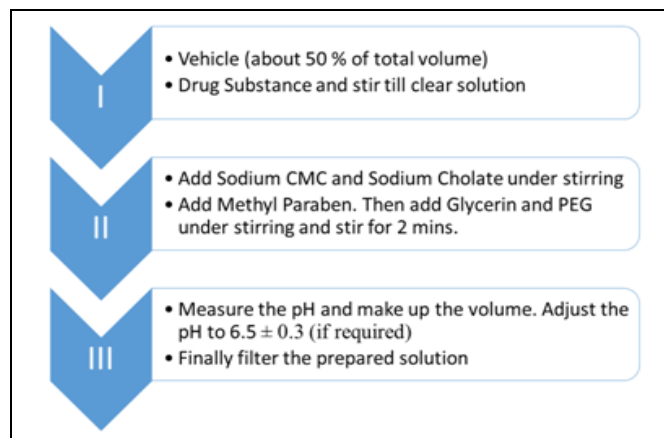 I
• Vehicle (about 50 % of total volume)
• Drug Substance and stir till clear solution
II
• Add Sodium CMC and Sodium Cholate under stirring
• Add Methyl Paraben. Then add Glycerin and PEG
under stirring and stir for 2 mins.
III
• Measure the pH and make up the volume. Adjust the
pH to 6.5 ± 0.3 (if required)
• Finally filter the prepared solution